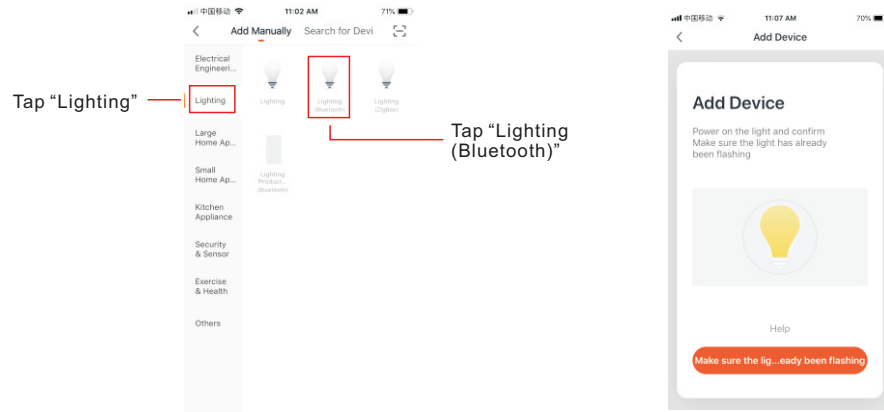 中国移动 11:02 AM 71%
Add Manually Search for Devi
Electrical
Engineeri...
Lighting
Large
Home Ap...
Small
Home Ap...
Kitchen
Appliance
Security
& Sensor
Exercise
& Health
Others
Lighting
Lighting
(Bluetooth)
Lighting
(ZigBee)
Lighting
Product...
(Bluetooth)
Tap “Lighting”
Tap “Lighting
(Bluetooth)”
中国移动 11:07 AM 70%
Add Device
Add Device
Power on the light and confirm
Make sure the light has already
been flashing
Help
Make sure the lig...eady been flashing